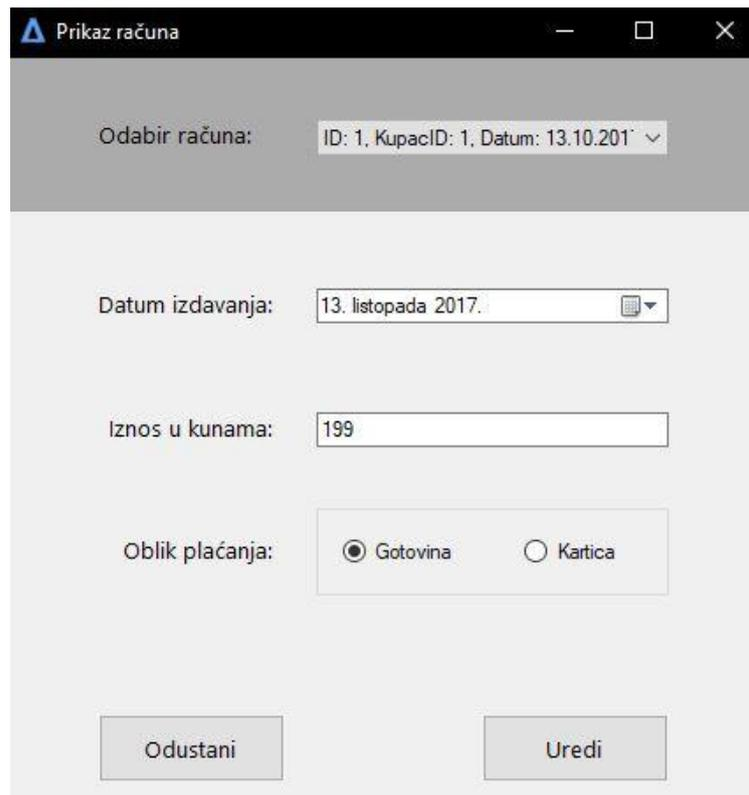 Prikaz računa
Odabir računa: ID: 1, KupacID: 1, Datum: 13.10.201
Datum izdavanja: 13. listopada 2017.
Iznos u kunama: 199
Oblik plaćanja: Gotovina Kartica
Odustani Uredi